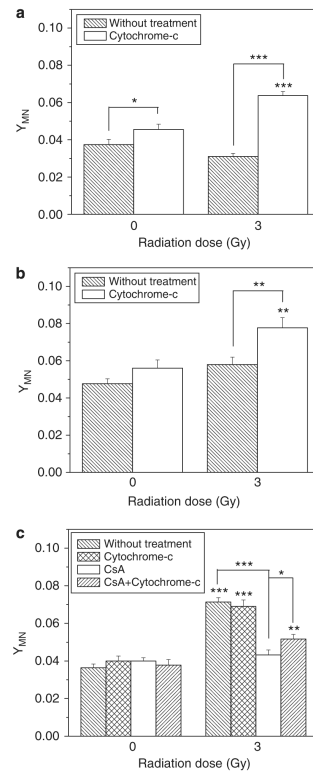 a
Without treatment
Cytochrome-c
***
***
*
0.10
0.08
0.06
0.04
0.02
0.00
Y_MN
0
3
Radiation dose (Gy)
b
Without treatment
Cytochrome-c
**
**
0.10
0.08
0.06
0.04
0.02
0.00
Y_MN
0
3
Radiation dose (Gy)
c
Without treatment
Cytochrome-c
CsA
CsA+Cytochrome-c
***
*
***
***
**
0.10
0.08
0.06
0.04
0.02
0.00
Y_MN
0
3
Radiation dose (Gy)